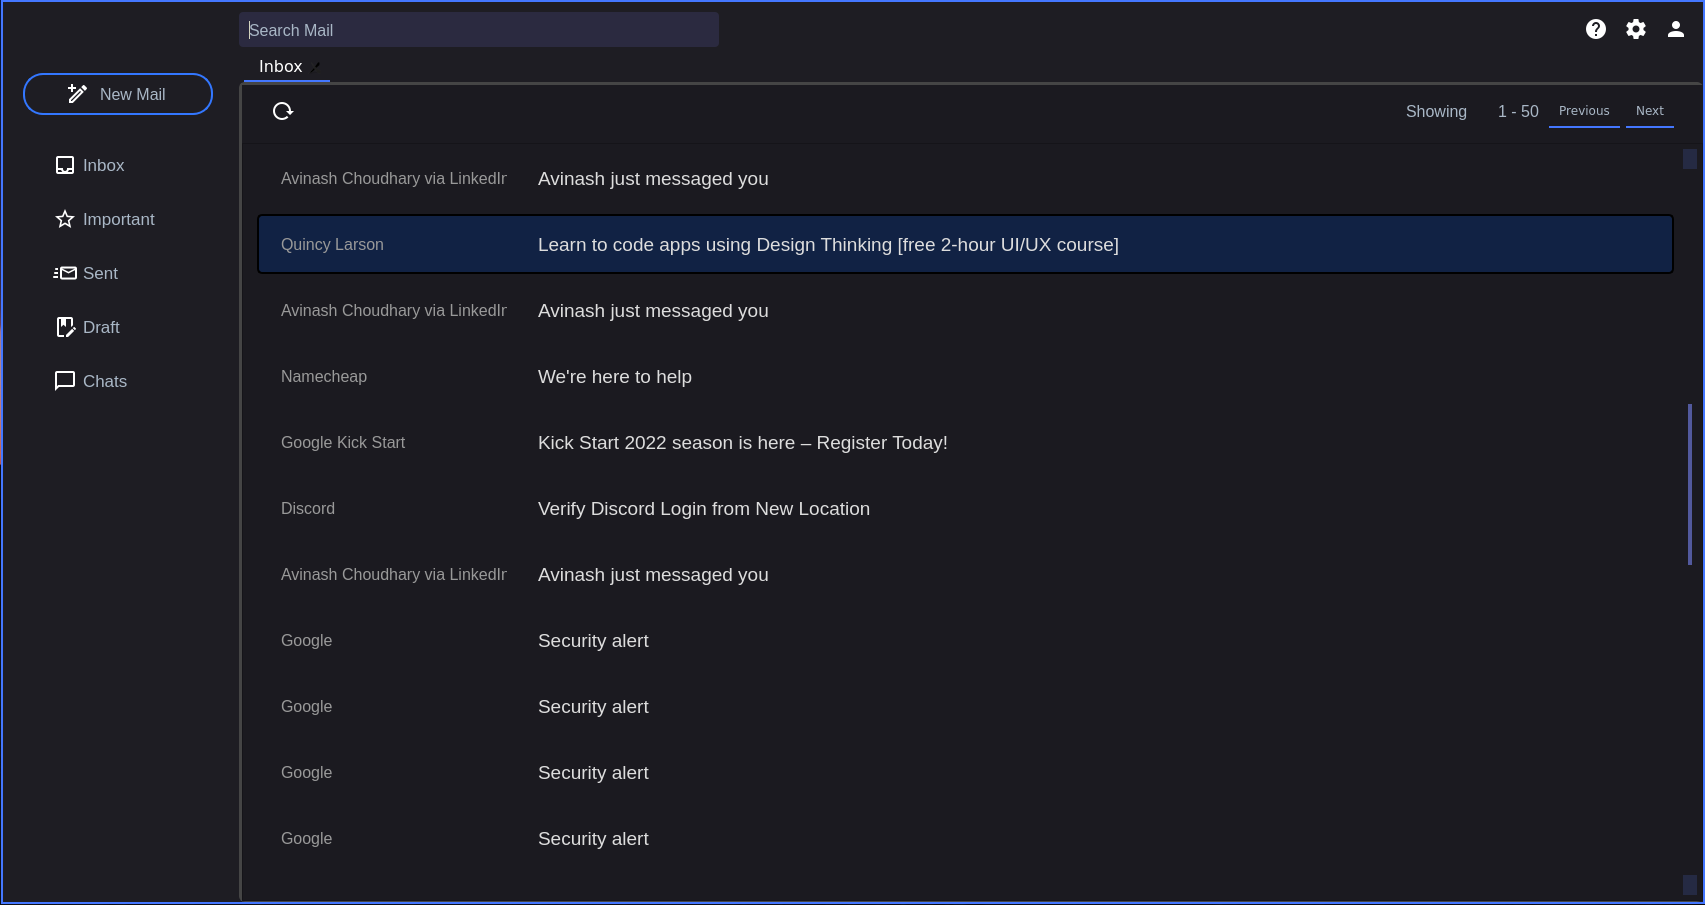 Search Mail
Inbox
New Mail
Showing 1 - 50 Previous Next
Inbox
Important
Sent
Draft
Chats
Avinash Choudhary via LinkedIn Avinash just messaged you
Quincy Larson Learn to code apps using Design Thinking [free 2-hour UI/UX course]
Avinash Choudhary via LinkedIn Avinash just messaged you
Namecheap We're here to help
Google Kick Start Kick Start 2022 season is here – Register Today!
Discord Verify Discord Login from New Location
Avinash Choudhary via LinkedIn Avinash just messaged you
Google Security alert
Google Security alert
Google Security alert
Google Security alert